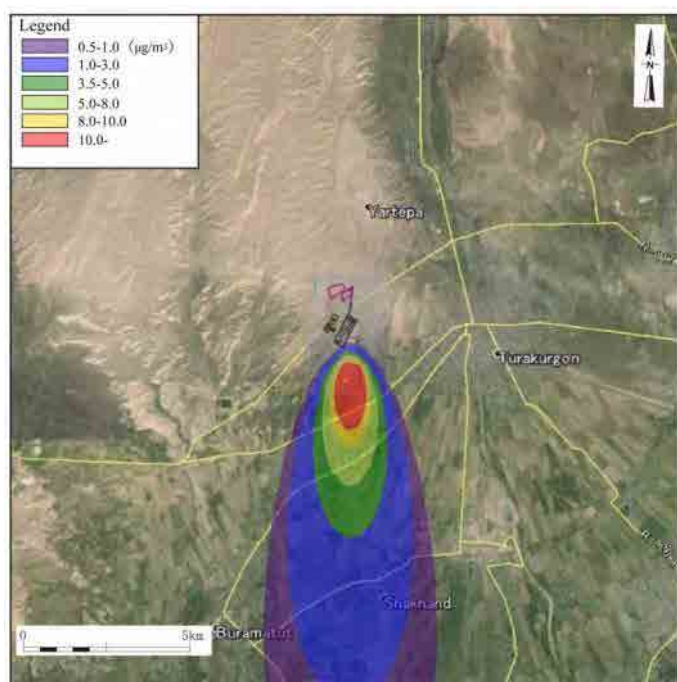 Legend
0.5-1.0 (μg/m³)
1.0-3.0
3.5-5.0
5.0-8.0
8.0-10.0
10.0-
N
Yartepa
Turakurgon
Shakhand
Buramatut
0 5km